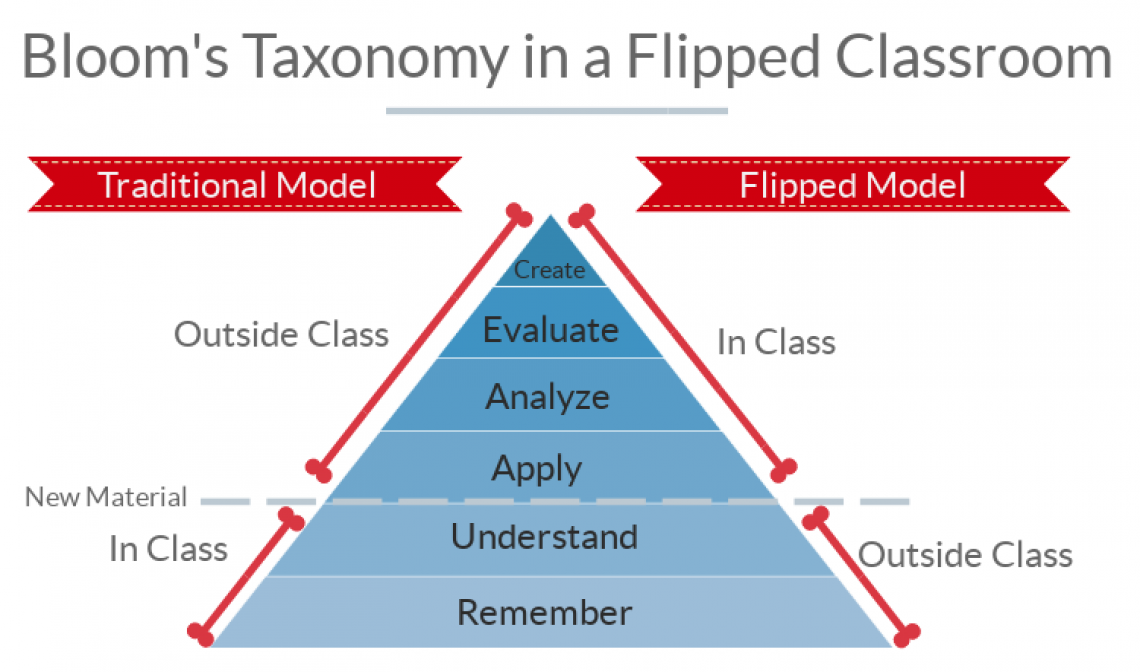 Bloom's Taxonomy in a Flipped Classroom
Traditional Model
Flipped Model
Create
Outside Class
Evaluate
In Class
Analyze
Apply
New Material
In Class
Understand
Outside Class
Remember